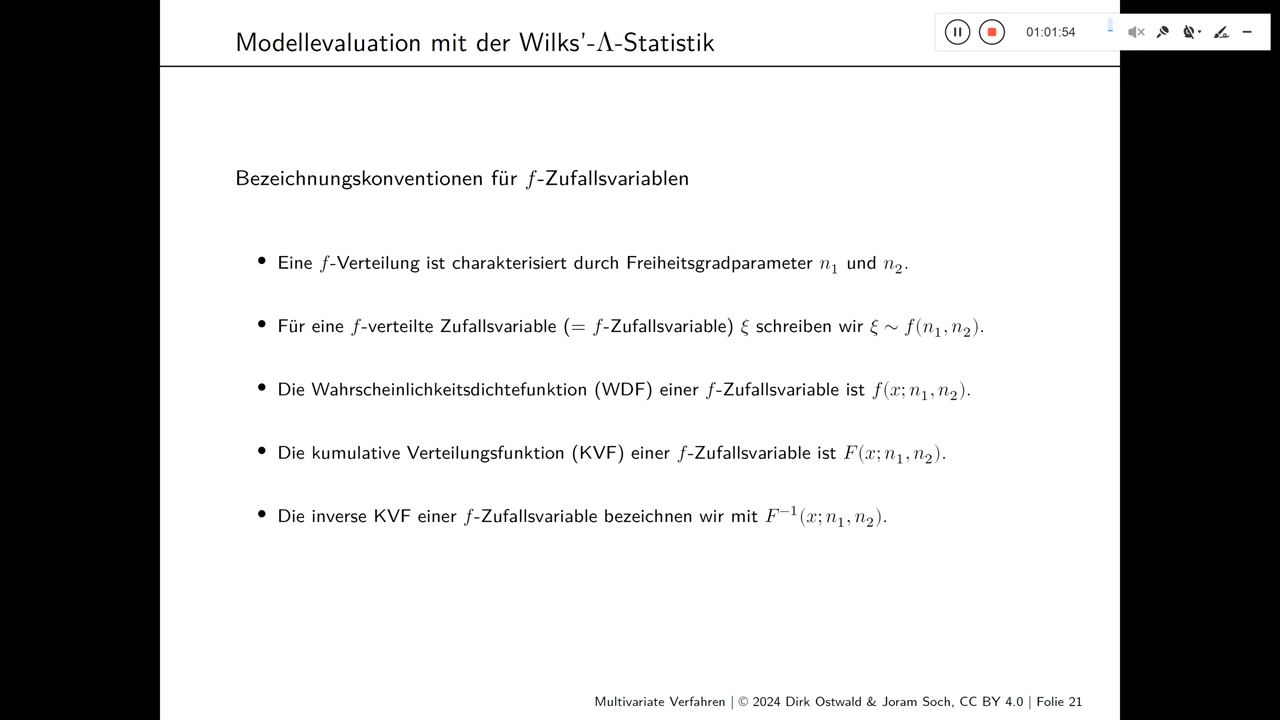 Modellevaluation mit der Wilks'-Λ-Statistik
01:01:54
Bezeichnungskonventionen für f-Zufallsvariablen
• Eine f-Verteilung ist charakterisiert durch Freiheitsgradparameter n₁ und n₂.
• Für eine f-verteilte Zufallsvariable (= f-Zufallsvariable) ξ schreiben wir ξ ∼ f(n₁, n₂).
• Die Wahrscheinlichkeitsdichtefunktion (WDF) einer f-Zufallsvariable ist f(x; n₁, n₂).
• Die kumulative Verteilungsfunktion (KVF) einer f-Zufallsvariable ist F(x; n₁, n₂).
• Die inverse KVF einer f-Zufallsvariable bezeichnen wir mit F⁻¹(x; n₁, n₂).
Multivariate Verfahren | © 2024 Dirk Ostwald & Joram Soch, CC BY 4.0 | Folie 21